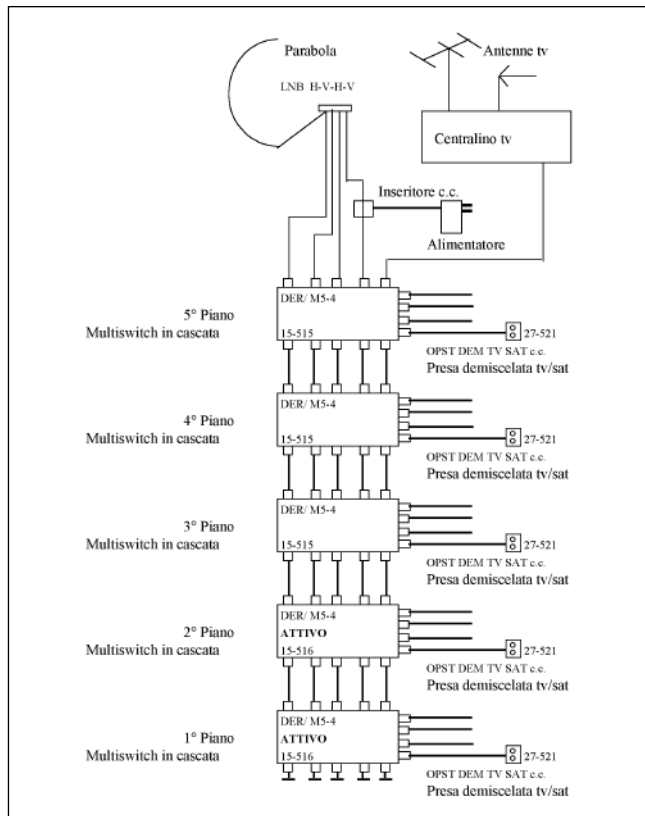 Parabola
Antenne tv
LNB H-V-H-V
Centralino tv
Inseritore c.c.
Alimentatore
5° Piano
Multiswitch in cascata
DER/ M5-4
15-515
27-521
OPST DEM TV SAT c.c.
Presa demiscelata tv/sat
4° Piano
Multiswitch in cascata
DER/ M5-4
15-515
27-521
OPST DEM TV SAT c.c.
Presa demiscelata tv/sat
3° Piano
Multiswitch in cascata
DER/ M5-4
15-515
27-521
OPST DEM TV SAT c.c.
Presa demiscelata tv/sat
2° Piano
Multiswitch in cascata
DER/ M5-4
ATTIVO
15-516
27-521
OPST DEM TV SAT c.c.
Presa demiscelata tv/sat
1° Piano
Multiswitch in cascata
DER/ M5-4
ATTIVO
15-516
27-521
OPST DEM TV SAT c.c.
Presa demiscelata tv/sat